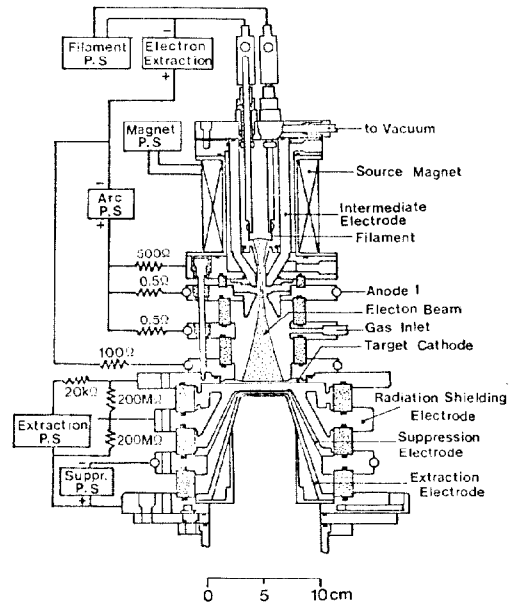 Filament
P.S
−
Electron
Extraction
+
Magnet
P.S
to Vacuum
Source Magnet
−
Arc
P.S
+
Intermediate
Electrode
Filament
500Ω
0.5Ω
Anode 1
Electon Beam
0.5Ω
Gas Inlet
Target Cathode
100Ω
20kΩ
200MΩ
Radiation Shielding
Electrode
Extraction
P.S
200MΩ
Suppression
Electrode
−
Suppr.
P.S
+
Extraction
Electrode
0 5 10cm